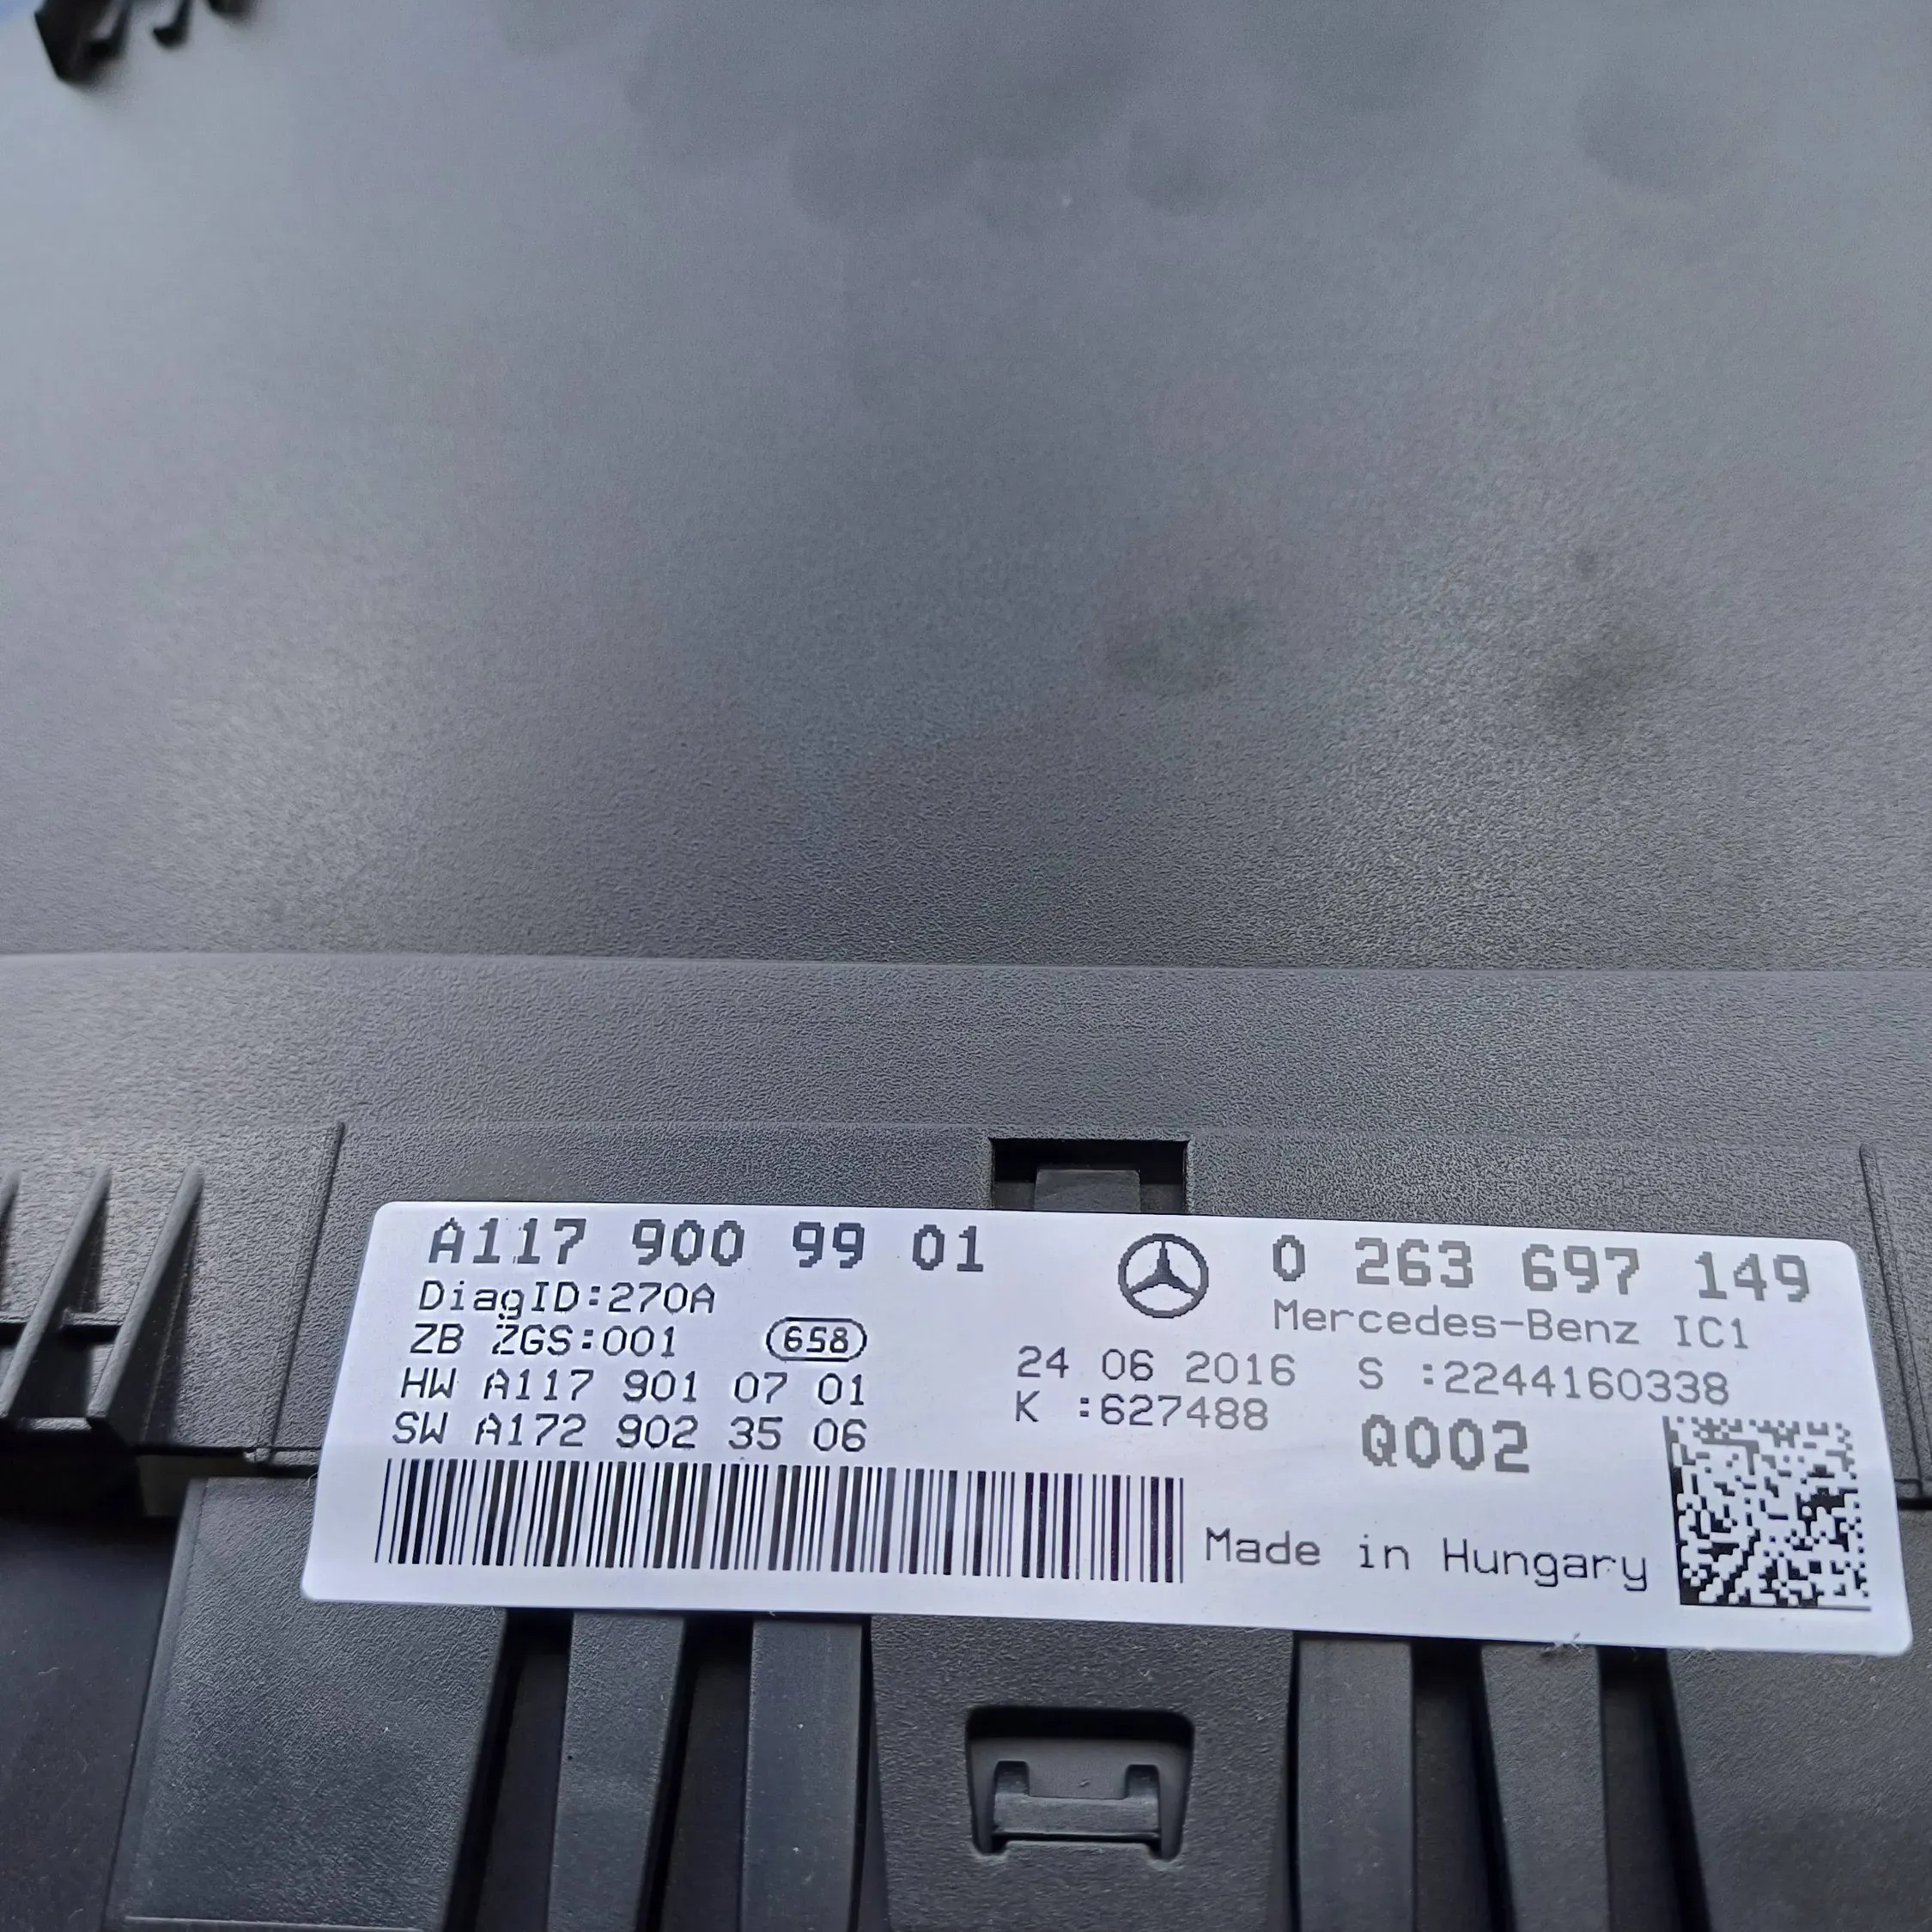 A117 900 99 01
DiagID:270A
ZB ZGS:001 658
HW A117 901 07 01
SW A172 902 35 06
0 263 697 149
Mercedes-Benz IC1
24 06 2016 S :2244160338
K :627488
Q002
Made in Hungary